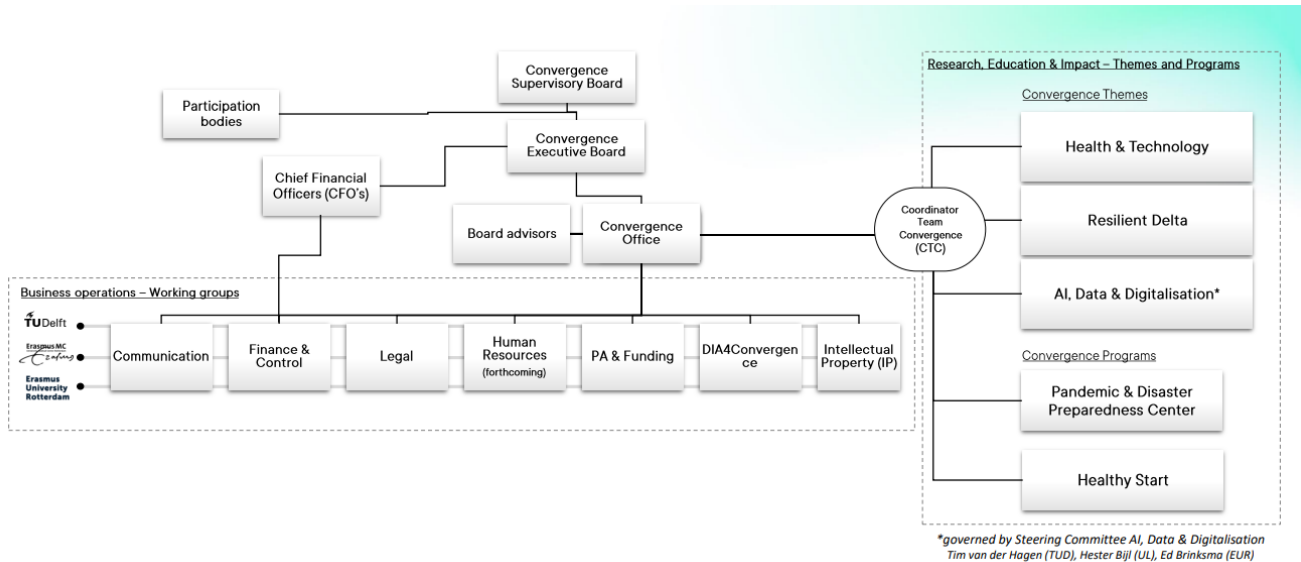 Convergence
Supervisory Board
Participation
bodies
Convergence
Executive Board
Chief Financial
Officers (CFO's)
Board advisors
Convergence
Office
Business operations – Working groups
TU Delft
Erasmus MC
Erasmus
Erasmus
University
Rotterdam
Communication
Finance &
Control
Legal
Human
Resources
(forthcoming)
PA & Funding
DIA4Convergen
ce
Intellectual
Property (IP)
Coordinator
Team
Convergence
(CTC)
Research, Education & Impact – Themes and Programs
Convergence Themes
Health & Technology
Resilient Delta
AI, Data & Digitalisation*
Convergence Programs
Pandemic & Disaster
Preparedness Center
Healthy Start
*governed by Steering Committee AI, Data & Digitalisation
Tim van der Hagen (TUD), Hester Bijl (UL), Ed Brinksma (EUR)